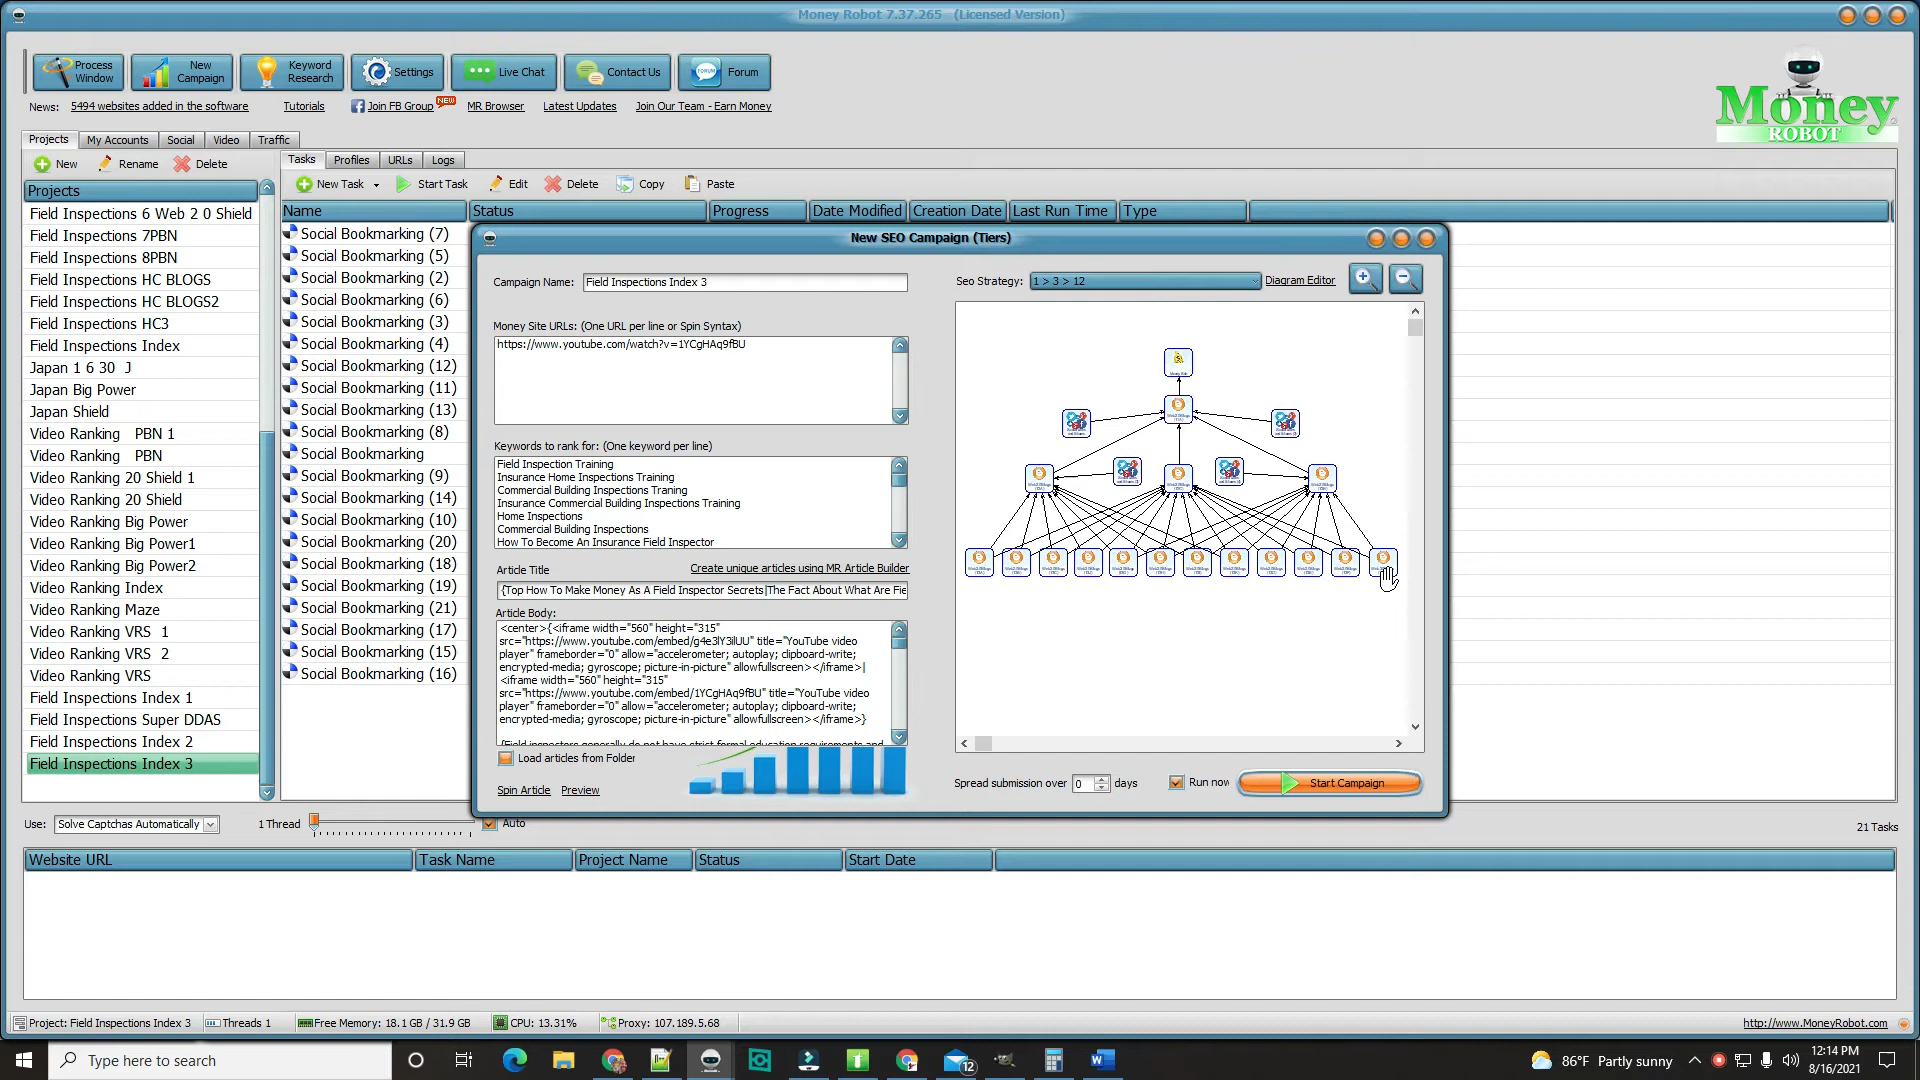 Money Robot 7.37.265 (Licensed Version)
Process Window
New Campaign
Keyword Research
Settings
Live Chat
Contact Us
FORUM
Forum
Money
ROBOT
News:
5494 websites added in the software
Tutorials
Join FB Group
NEW
MR Browser
Latest Updates
Join Our Team - Earn Money
Projects
My Accounts
Social
Video
Traffic
New
Rename
Delete
Projects
Field Inspections 6 Web 2 0 Shield
Field Inspections 7PBN
Field Inspections 8PBN
Field Inspections HC BLOGS
Field Inspections HC BLOGS2
Field Inspections HC3
Field Inspections Index
Japan 1 6 30 J
Japan Big Power
Japan Shield
Video Ranking PBN 1
Video Ranking PBN
Video Ranking 20 Shield 1
Video Ranking 20 Shield
Video Ranking Big Power
Video Ranking Big Power1
Video Ranking Big Power2
Video Ranking Index
Video Ranking Maze
Video Ranking VRS 1
Video Ranking VRS 2
Video Ranking VRS
Field Inspections Index 1
Field Inspections Super DDAS
Field Inspections Index 2
Field Inspections Index 3
Tasks
Profiles
URLs
Logs
New Task
Start Task
Edit
Delete
Copy
Paste
Name
Status
Progress
Date Modified
Creation Date
Last Run Time
Type
Social Bookmarking (7)
Social Bookmarking (5)
Social Bookmarking (2)
Social Bookmarking (6)
Social Bookmarking (3)
Social Bookmarking (4)
Social Bookmarking (12)
Social Bookmarking (11)
Social Bookmarking (13)
Social Bookmarking (8)
Social Bookmarking
Social Bookmarking (9)
Social Bookmarking (14)
Social Bookmarking (10)
Social Bookmarking (20)
Social Bookmarking (18)
Social Bookmarking (19)
Social Bookmarking (21)
Social Bookmarking (17)
Social Bookmarking (15)
Social Bookmarking (16)
New SEO Campaign (Tiers)
Campaign Name:
Field Inspections Index 3
Money Site URLs: (One URL per line or Spin Syntax)
https://www.youtube.com/watch?v=1YCgHAq9fBU
Keywords to rank for: (One keyword per line)
Field Inspection Training
Insurance Home Inspections Training
Commercial Building Inspections Traning
Insurance Commercial Building Inspections Training
Home Inspections
Commercial Building Inspections
How To Become An Insurance Field Inspector
Article Title
Create unique articles using MR Article Builder
{Top How To Make Money As A Field Inspector Secrets|The Fact About What Are Fie
Article Body:
<center>{<iframe width="560" height="315"
src="https://www.youtube.com/embed/g4e3lY3ilUU" title="YouTube video
player" frameborder="0" allow="accelerometer; autoplay; clipboard-write;
encrypted-media; gyroscope; picture-in-picture" allowfullscreen></iframe>|
<iframe width="560" height="315"
src="https://www.youtube.com/embed/1YCgHAq9fBU" title="YouTube video
player" frameborder="0" allow="accelerometer; autoplay; clipboard-write;
encrypted-media; gyroscope; picture-in-picture" allowfullscreen></iframe>}
{Field inspectors generally do not have strict formal education requirements and
Load articles from Folder
Spin Article
Preview
Seo Strategy:
1 > 3 > 12
Diagram Editor
Spread submission over
0
days
Run now
Start Campaign
Use:
Solve Captchas Automatically
1 Thread
Auto
21 Tasks
Website URL
Task Name
Project Name
Status
Start Date
Project: Field Inspections Index 3
Threads 1
Free Memory: 18.1 GB / 31.9 GB
CPU: 13.31%
Proxy: 107.189.5.68
http://www.MoneyRobot.com
Type here to search
12
86°F Partly sunny
12:14 PM
8/16/2021